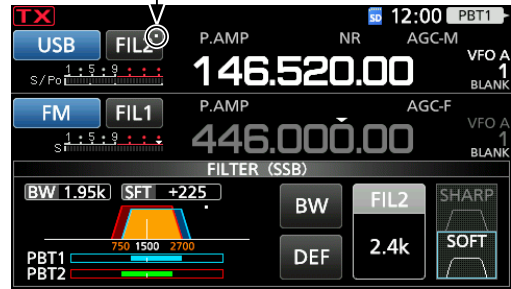 TX 12:00 PBT1
USB FIL2 P.AMP NR AGC-M
S/Po 1 5 9 146.520.00 VFO A
1
BLANK
FM FIL1 P.AMP AGC-F
S 1 5 9 446.000.00 VFO A
1
BLANK
FILTER (SSB)
BW 1.95k SFT +225
BW FIL2 SHARP
750 1500 2700
PBT1 DEF 2.4k SOFT
PBT2